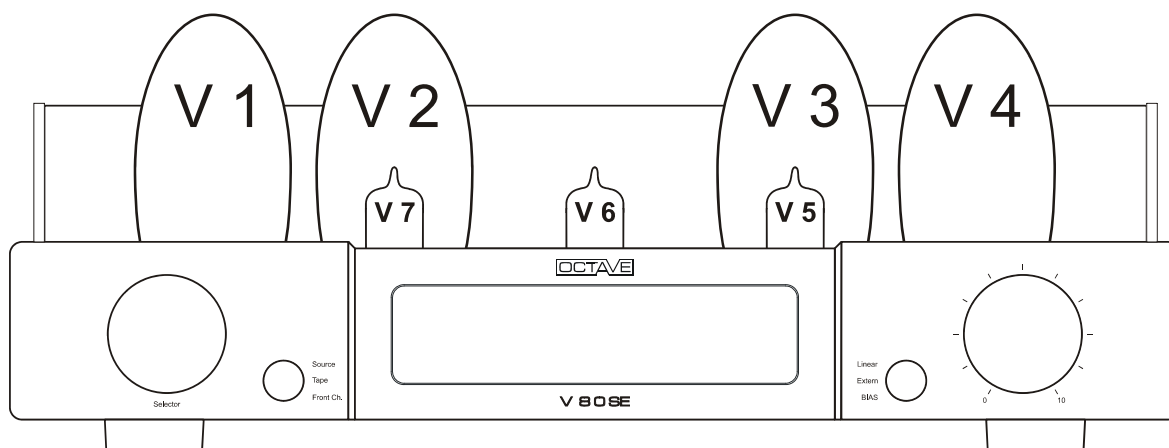 V 1 V 2 V 3 V 4
V 7 V 6 V 5
OCTAVE
Source
Tape
Front Ch.
Selector
V 80SE
Linear
Extern
BIAS
0 10